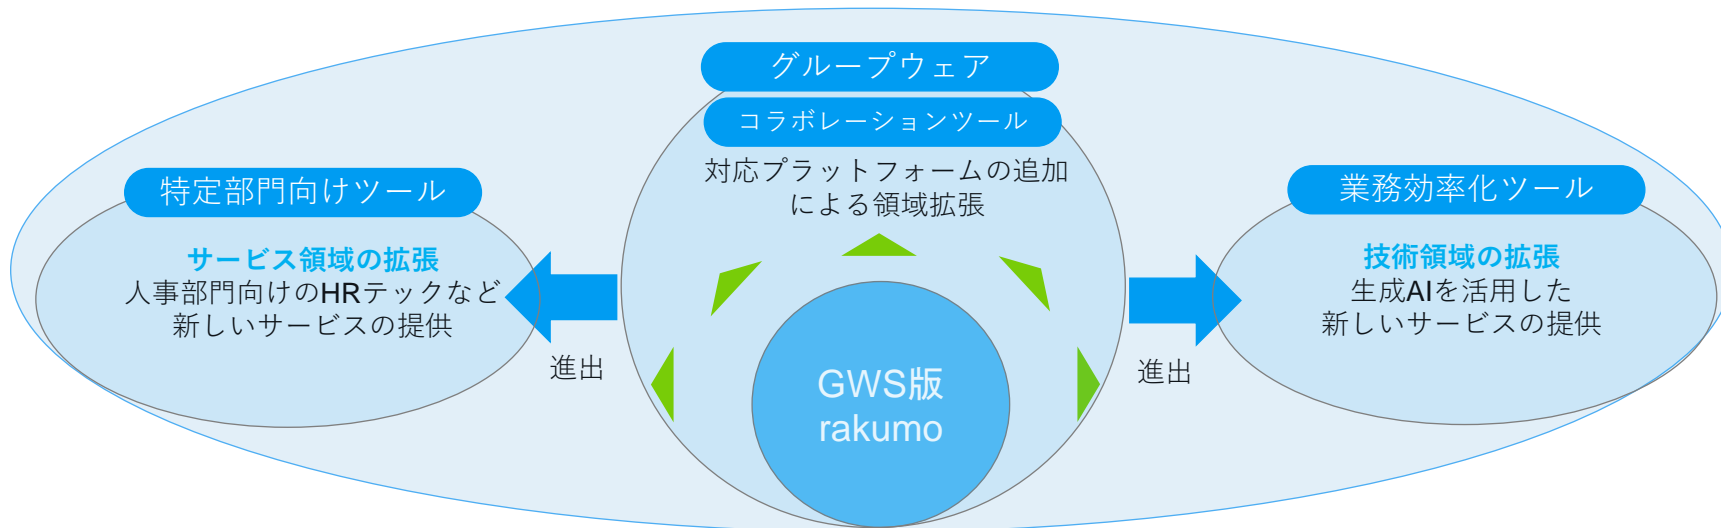 グループウェア
コラボレーションツール
対応プラットフォームの追加
による領域拡張
特定部門向けツール
サービス領域の拡張
人事部門向けのHRテックなど
新しいサービスの提供
進出
GWS版
rakumo
進出
業務効率化ツール
技術領域の拡張
生成AIを活用した
新しいサービスの提供